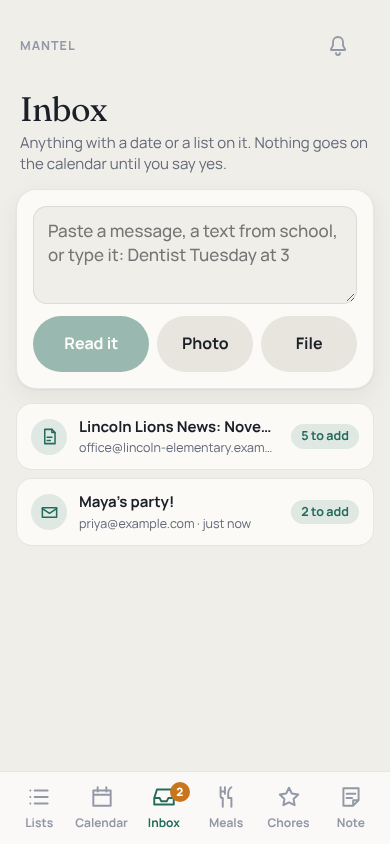 MANTEL
Inbox
Anything with a date or a list on it. Nothing goes on
the calendar until you say yes.
Paste a message, a text from school,
or type it: Dentist Tuesday at 3
Read it
Photo
File
Lincoln Lions News: Nove...
office@lincoln-elementary.exam...
5 to add
Maya's party!
priya@example.com · just now
2 to add
2
Lists
Calendar
Inbox
Meals
Chores
Note